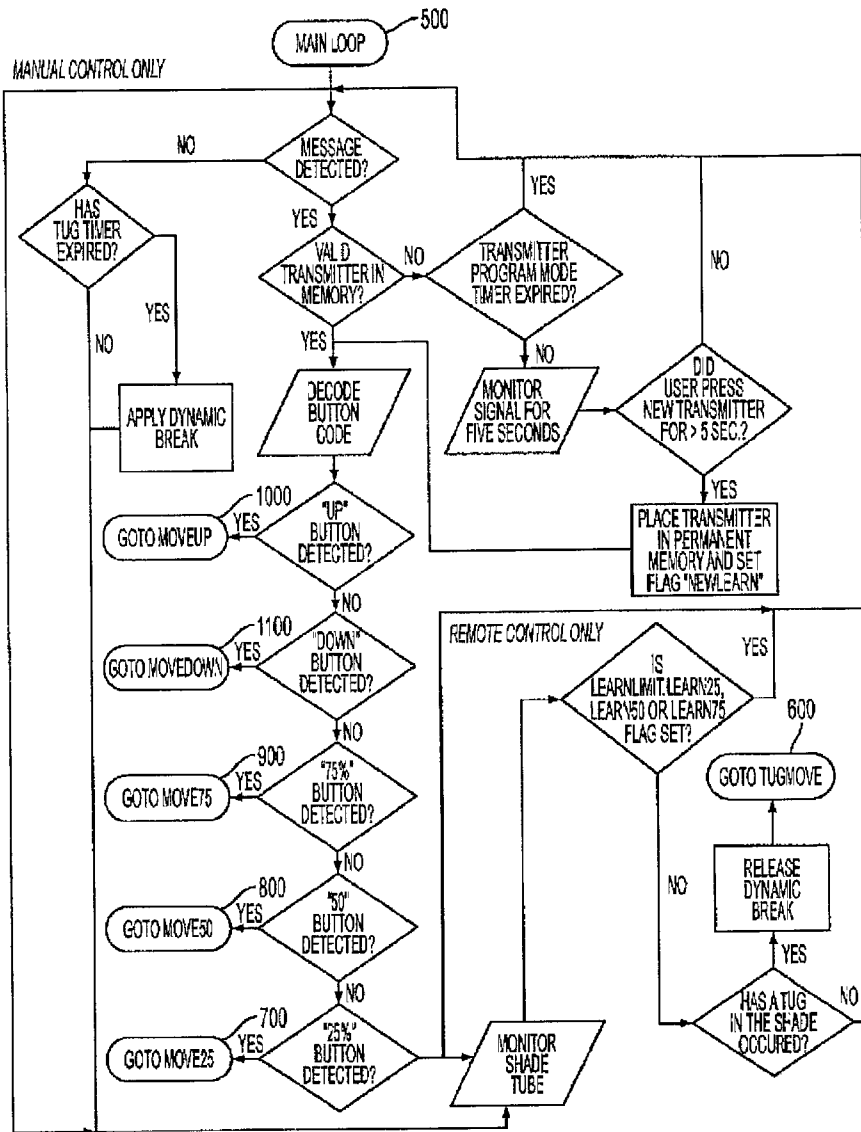 500
MAIN LOOP
MANUAL CONTROL ONLY
MESSAGE
DETECTED?
NO
YES
HAS
TUG TIMER
EXPIRED?
YES
NO
APPLY DYNAMIC
BREAK
VALID
TRANSMITTER IN
MEMORY?
NO
YES
TRANSMITTER
PROGRAM MODE
TIMER EXPIRED?
YES
NO
MONITOR
SIGNAL FOR
FIVE SECONDS
DID
USER PRESS
NEW TRANSMITTER
FOR > 5 SEC.?
NO
YES
PLACE TRANSMITTER
IN PERMANENT
MEMORY AND SET
FLAG "NEWLEARN"
DECODE
BUTTON
CODE
"UP"
BUTTON
DETECTED?
YES
1000
GOTO MOVEUP
NO
"DOWN"
BUTTON
DETECTED?
YES
1100
GOTO MOVEDOWN
NO
"75%"
BUTTON
DETECTED?
YES
900
GOTO MOVE75
NO
"50"
BUTTON
DETECTED?
YES
800
GOTO MOVE50
NO
"25%"
BUTTON
DETECTED?
YES
700
GOTO MOVE25
REMOTE CONTROL ONLY
MONITOR
SHADE
TUBE
IS
LEARNLIMIT.LEARN25,
LEARN50 OR LEARN75
FLAG SET?
YES
NO
600
GOTO TUGMOVE
RELEASE
DYNAMIC
BREAK
YES
HAS A TUG
IN THE SHADE
OCCURED?
NO